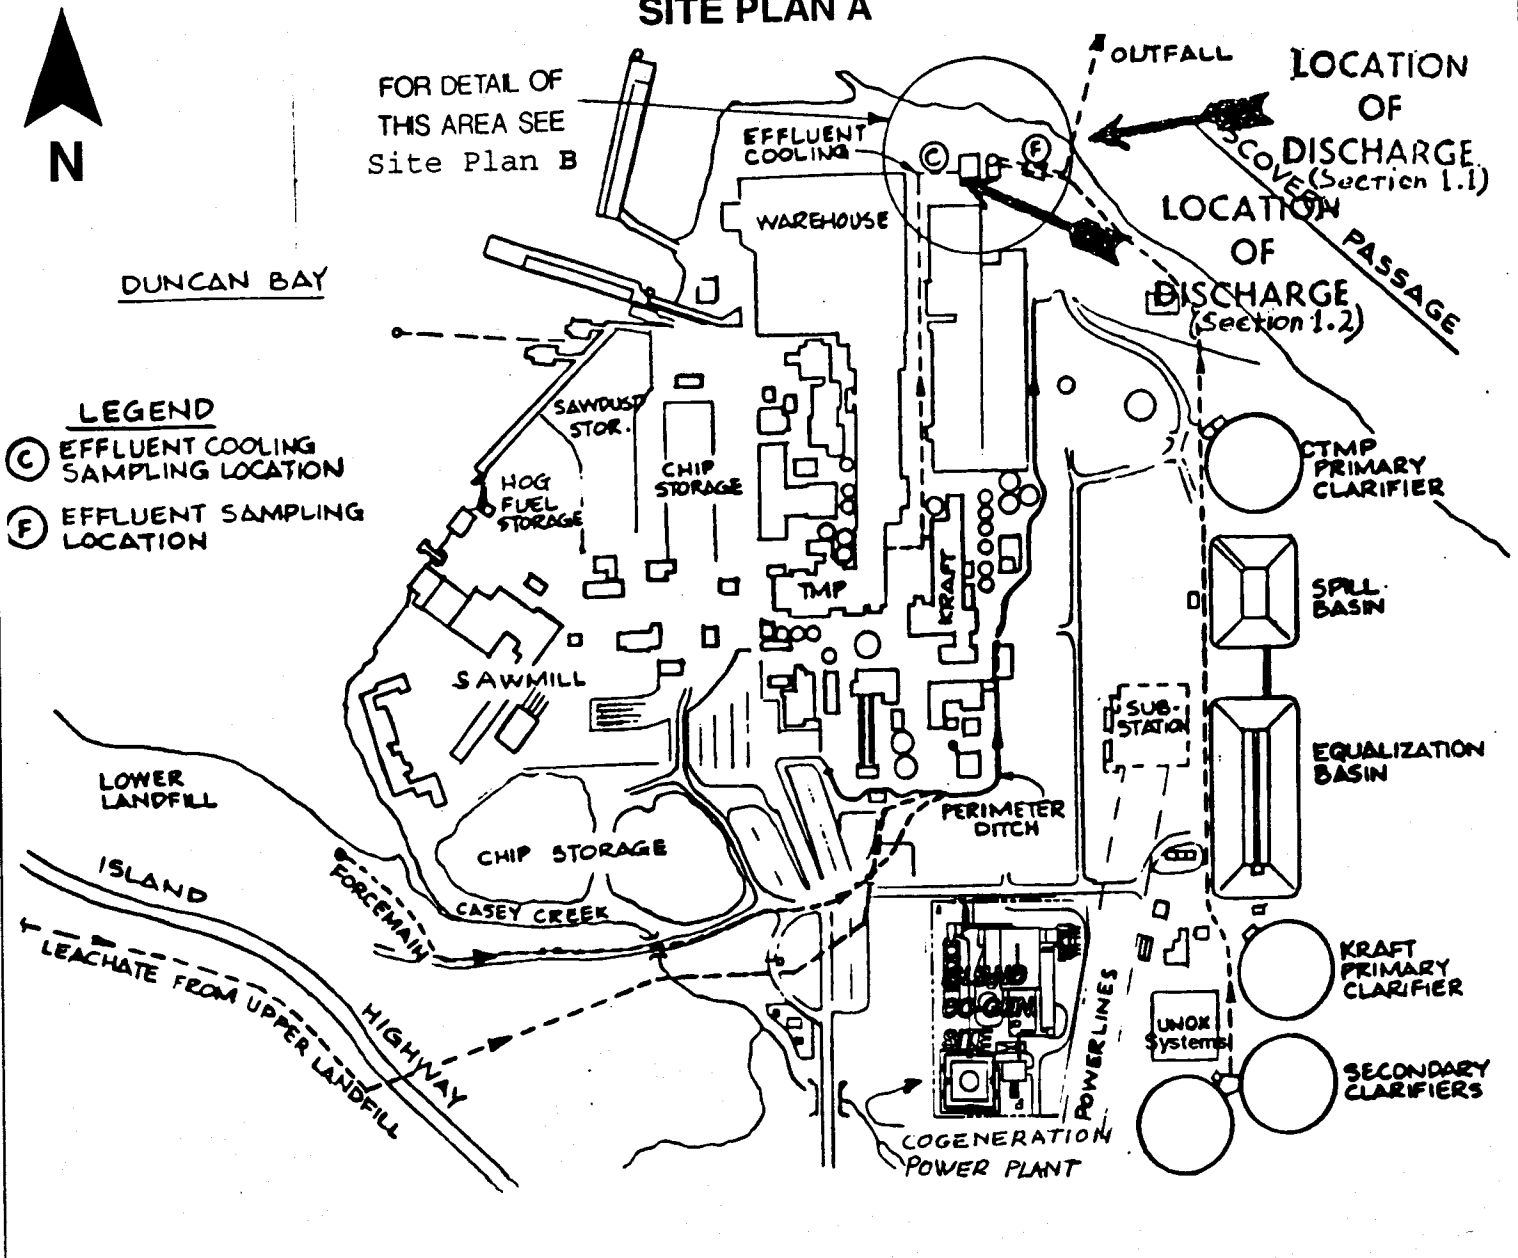 SITE PLAN A
N
FOR DETAIL OF
THIS AREA SEE
Site Plan B
OUTFALL
LOCATION
OF
DISCHARGE
(Section 1.1)
EFFLUENT
COOLING
C
F
LOCATION
OF
DISCHARGE
(Section 1.2)
PASSAGE
WAREHOUSE
DUNCAN BAY
LEGEND
C EFFLUENT COOLING
SAMPLING LOCATION
F EFFLUENT SAMPLING
LOCATION
SAWDUST
STOR.
HOG
FUEL
STORAGE
CHIP
STORAGE
TMP
KRAFT
CTMP
PRIMARY
CLARIFIER
SPILL
BASIN
SAWMILL
SUB-
STATION
EQUALIZATION
BASIN
LOWER
LANDFILL
PERIMETER
DITCH
CHIP STORAGE
ISLAND
HIGHWAY
FORCEMAIN
CASEY CREEK
LEACHATE FROM UPPER LANDFILL
KRAFT
PRIMARY
CLARIFIER
ISLAND
CO-GEN
SITE
POWERLINES
UNOX
Systems
SECONDARY
CLARIFIERS
COGENERATION
POWER PLANT